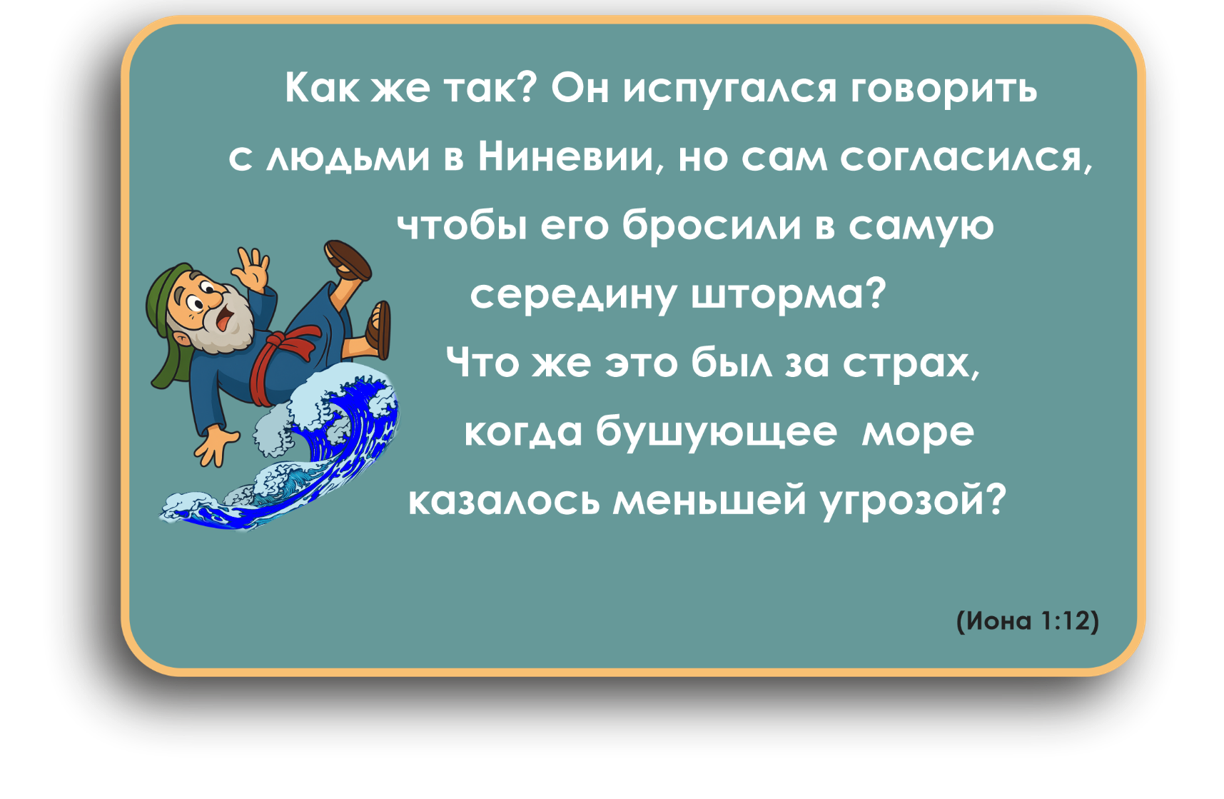 Как же так? Он испугался говорить
с людьми в Ниневии, но сам согласился,
чтобы его бросили в самую
середину шторма?
Что же это был за страх,
когда бушующее море
казалось меньшей угрозой?
(Иона 1:12)